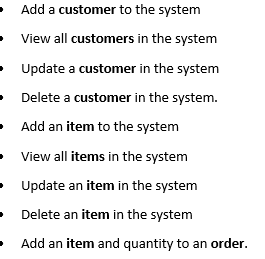 • Add a customer to the system
• View all customers in the system
• Update a customer in the system
• Delete a customer in the system.
• Add an item to the system
• View all items in the system
• Update an item in the system
• Delete an item in the system
• Add an item and quantity to an order.